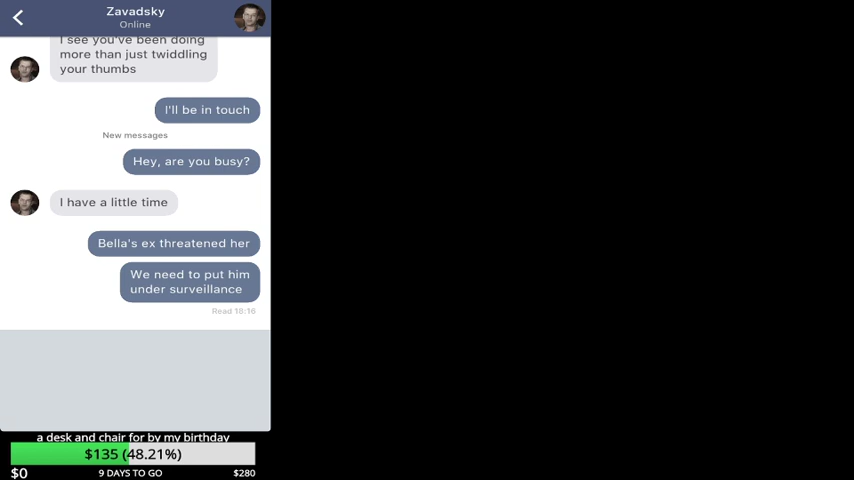 Zavadsky
Online
I see you've been doing
more than just twiddling
your thumbs
I'll be in touch
New messages
Hey, are you busy?
I have a little time
Bella's ex threatened her
We need to put him
under surveillance
Read 18:16
a desk and chair for by my birthday
$135 (48.21%)
$0 9 DAYS TO GO $280